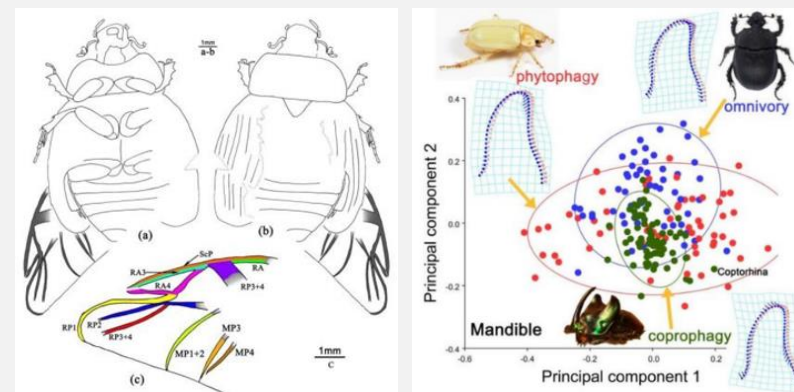 1mm
a-b
(a)
(b)
ScP
RA3
RA
RA4
RP3+4
RP1
RP2
RP3+4
MP1+2
MP3
MP4
1mm
c
(c)
phytophagy
omnivory
Principal component 2
0.4
0.2
0.0
-0.2
-0.4
Coptorhina
Mandible
coprophagy
-0.6
-0.4
-0.2
0.0
0.2
Principal component 1